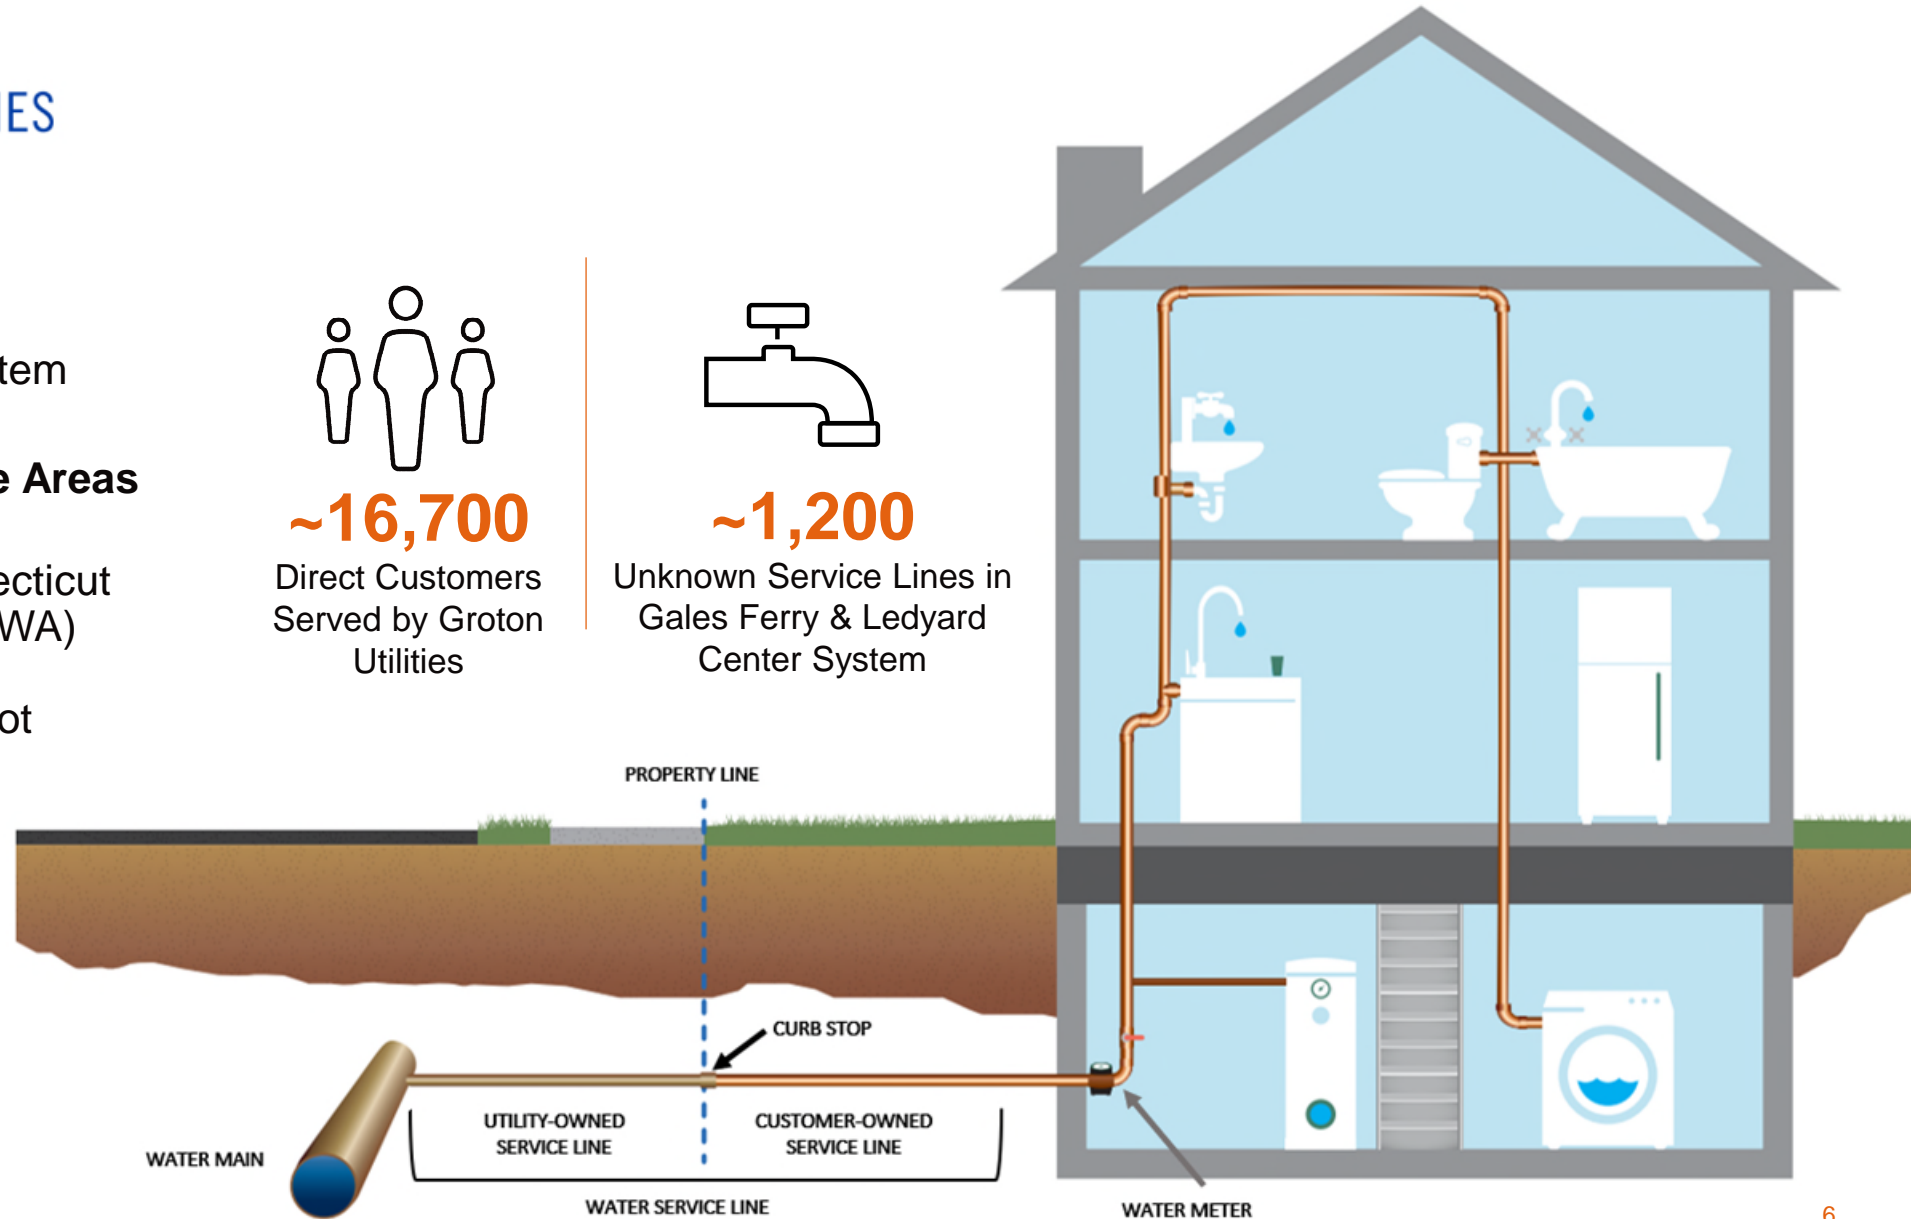 IES
tem
e Areas
ecticut
WA)
ot
~16,700
Direct Customers
Served by Groton
Utilities
~1,200
Unknown Service Lines in
Gales Ferry & Ledyard
Center System
PROPERTY LINE
CURB STOP
UTILITY-OWNED
SERVICE LINE
CUSTOMER-OWNED
SERVICE LINE
WATER MAIN
WATER SERVICE LINE
WATER METER
6